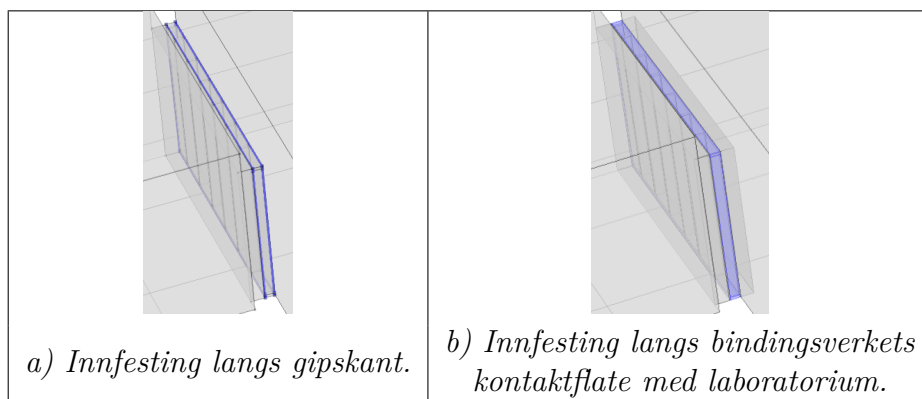 a) Innfesting langs gipskant.
b) Innfesting langs bindingsverkets
kontaktflate med laboratorium.